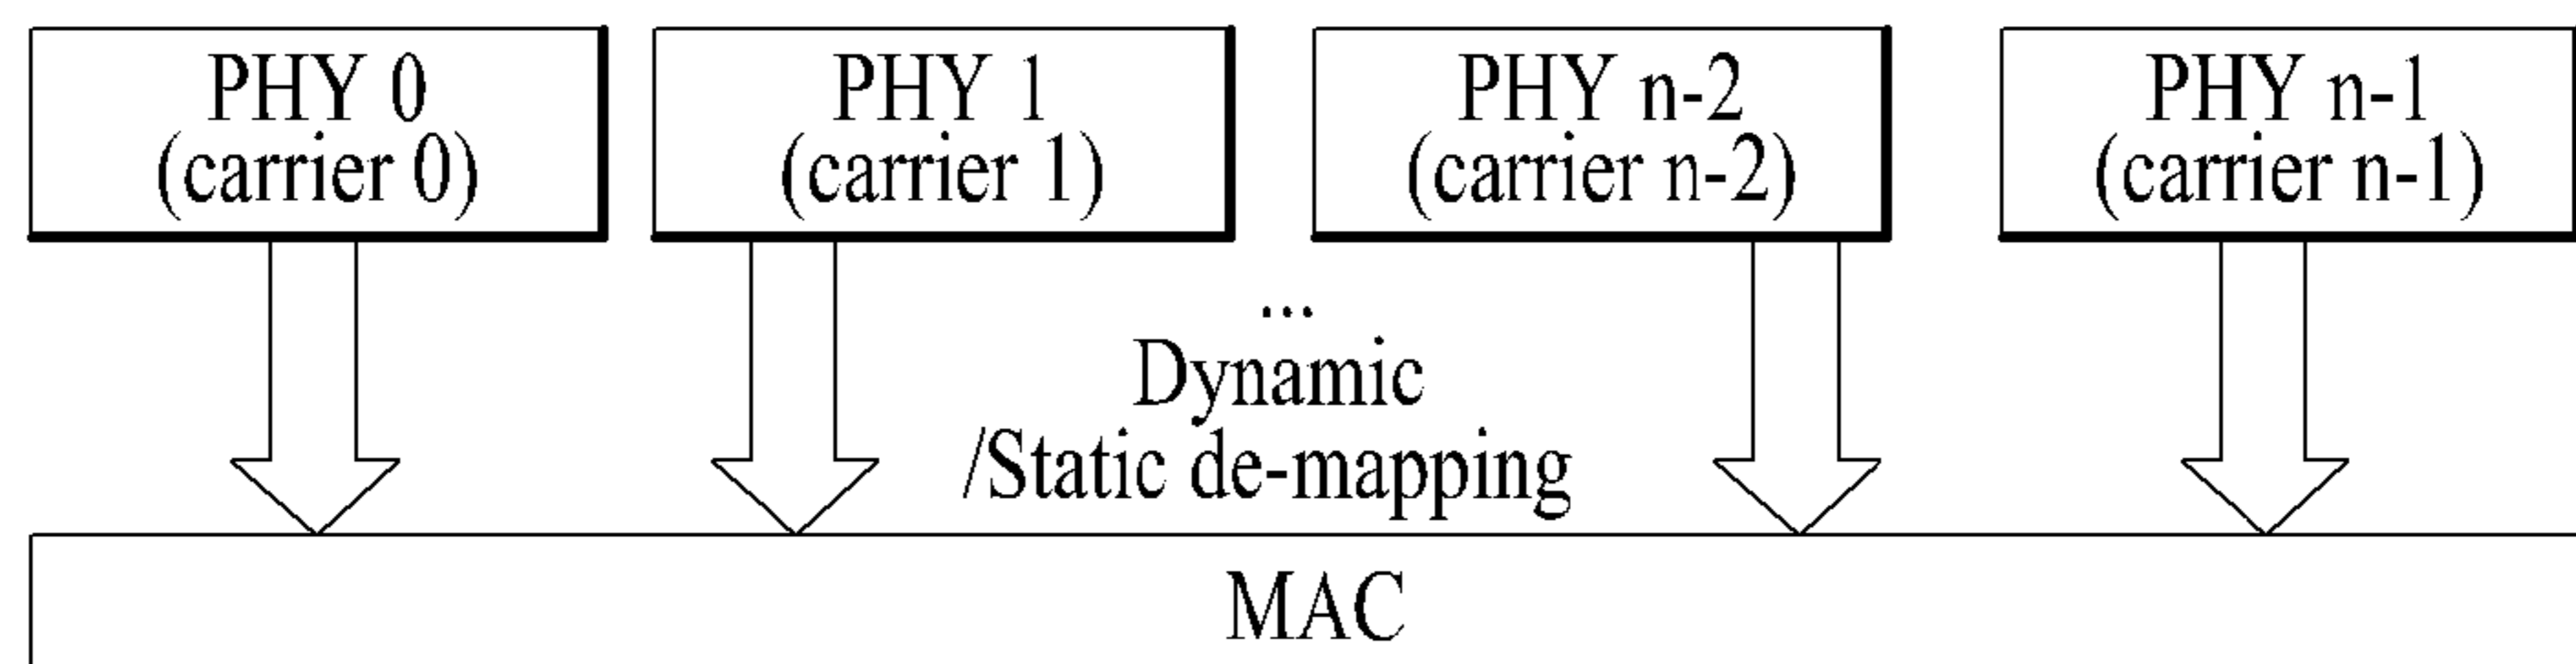 PHY 0
(carrier 0)
PHY 1
(carrier 1)
PHY n-2
(carrier n-2)
PHY n-1
(carrier n-1)
...
Dynamic
/Static de-mapping
MAC